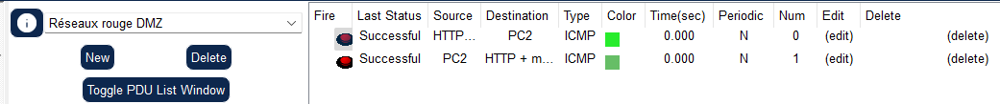 Réseaux rouge DMZ
New Delete
Toggle PDU List Window
Fire Last Status Source Destination Type Color Time(sec) Periodic Num Edit Delete
Successful HTTP... PC2 ICMP 0.000 N 0 (edit) (delete)
Successful PC2 HTTP + m... ICMP 0.000 N 1 (edit) (delete)